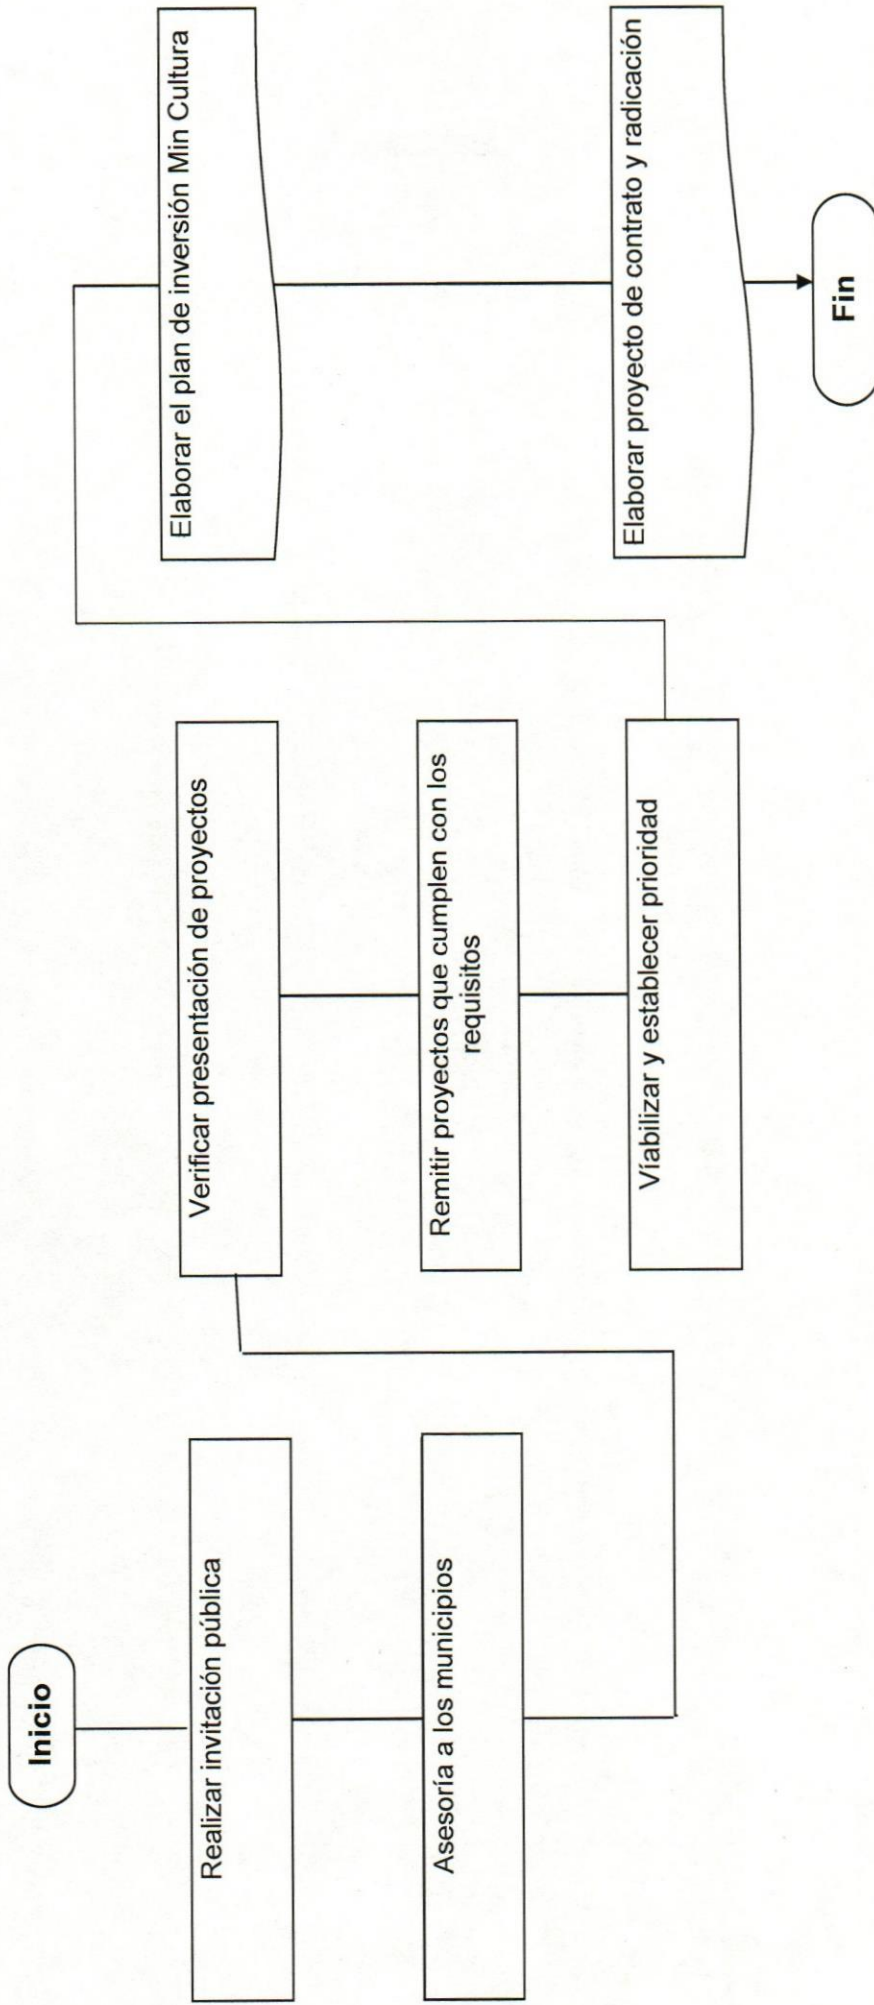 Inicio
Realizar invitación pública
Asesoría a los municipios
Verificar presentación de proyectos
Remitir proyectos que cumplen con los
requisitos
Víabilizar y establecer prioridad
Elaborar el plan de inversión Min Cultura
Elaborar proyecto de contrato y radicación
Fin